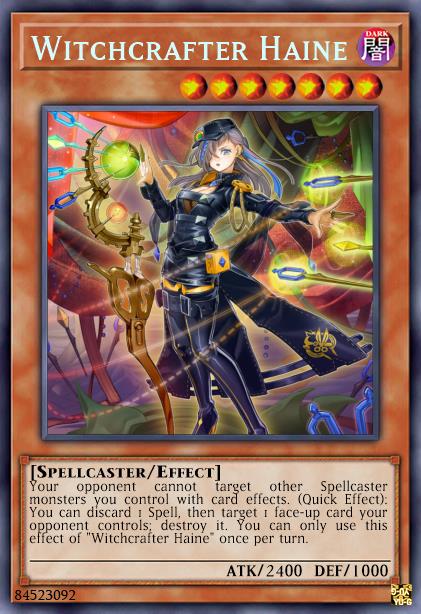 WITCHCRAFTER HAINE
DARK
闇
[SPELLCASTER/EFFECT]
Your opponent cannot target other Spellcaster
monsters you control with card effects. (Quick Effect):
You can discard 1 Spell, then target 1 face-up card your
opponent controls; destroy it. You can only use this
effect of "Witchcrafter Haine" once per turn.
ATK/2400 DEF/1000
84523092